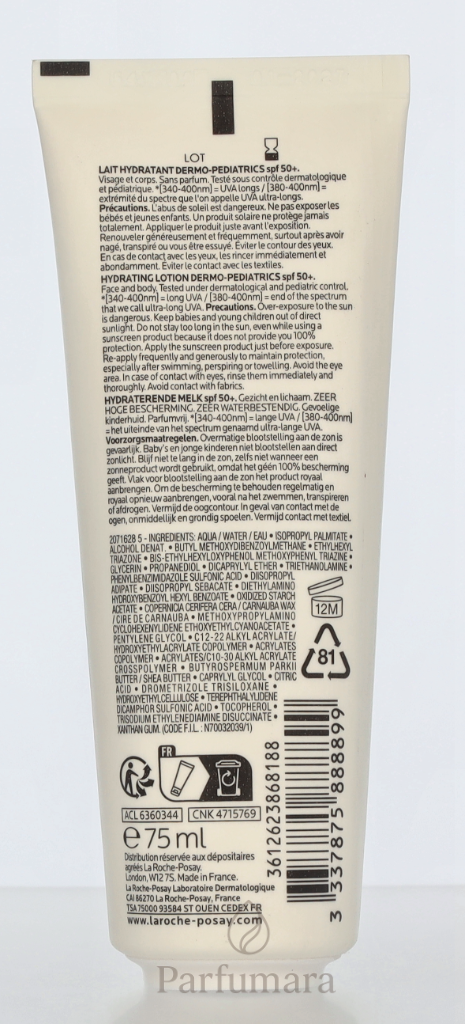 LOT
LAIT HYDRATANT DERMO-PEDIATRICS spf 50+.
Visage et corps. Sans parfum. Testé sous contrôle dermatologique
et pédiatrique. *[340-400nm] = UVA longs / [380-400nm] =
extrémité du spectre que l'on appelle UVA ultra-longs.
Précautions. L'abus de soleil est dangereux. Ne pas exposer les
bébés et jeunes enfants. Un produit solaire ne protège jamais
totalement. Appliquer le produit juste avant l'exposition.
Renouveler généreusement et fréquemment, surtout après avoir
nagé, transpiré ou vous être essuyé. Éviter le contour des yeux.
En cas de contact avec les yeux, les rincer immédiatement et
abondamment. Éviter le contact avec les textiles.
HYDRATING LOTION DERMO-PEDIATRICS spf 50+.
Face and body. Tested under dermatological and pediatric control.
*[340-400nm] = long UVA / [380-400nm] = end of the spectrum
that we call ultra-long UVA. Precautions. Over-exposure to the sun
is dangerous. Keep babies and young children out of direct
sunlight. Do not stay too long in the sun, even while using a
sunscreen product because it does not provide you 100%
protection. Apply the sunscreen product just before exposure.
Re-apply frequently and generously to maintain protection,
especially after swimming, perspiring or towelling. Avoid the eye
area. In case of contact with eyes, rinse them immediately and
thoroughly. Avoid contact with fabrics.
HYDRATERENDE MELK spf 50+. Gezicht en lichaam. ZEER
HOGE BESCHERMING. ZEER WATERBESTENDIG. Gevoelige
kinderhuid. Parfumvrij. *[340-400nm] = lange UVA / [380-400nm]
= het uiteinde van het spectrum genaamd ultra-lange UVA.
Voorzorgsmaatregelen. Overmatige blootstelling aan de zon is
gevaarlijk. Baby's en jonge kinderen niet blootstellen aan direct
zonlicht. Blijf niet te lang in de zon, zelfs niet wanneer een
zonneproduct wordt gebruikt, omdat het géén 100% bescherming
geeft. Vlak voor blootstelling aan de zon het product royaal
aanbrengen. Om de bescherming te behouden regelmatig en
royaal opnieuw aanbrengen, vooral na het zwemmen, transpireren
of afdrogen. Vermijd de oogcontour. In geval van contact met de
ogen, onmiddellijk en grondig spoelen. Vermijd contact met textiel.
2071628 5 - INGREDIENTS: AQUA / WATER / EAU • ISOPROPYL PALMITATE •
ALCOHOL DENAT. • BUTYL METHOXYDIBENZOYLMETHANE • ETHYLHEXYL
TRIAZONE • BIS-ETHYLHEXYLOXYPHENOL METHOXYPHENYL TRIAZINE •
GLYCERIN • PROPANEDIOL • DICAPRYLYL ETHER • TRIETHANOLAMINE •
PHENYLBENZIMIDAZOLE SULFONIC ACID • DIISOPROPYL
ADIPATE • DIISOPROPYL SEBACATE • DIETHYLAMINO
HYDROXYBENZOYL HEXYL BENZOATE • OXIDIZED STARCH
ACETATE • COPERNICIA CERIFERA CERA / CARNAUBA WAX
/ CIRE DE CARNAUBA • METHOXYPROPYLAMINO
CYCLOHEXENYLIDENE ETHOXYETHYLCYANOACETATE •
PENTYLENE GLYCOL • C12-22 ALKYL ACRYLATE/
HYDROXYETHYLACRYLATE COPOLYMER • ACRYLATES
COPOLYMER • ACRYLATES/C10-30 ALKYL ACRYLATE
CROSSPOLYMER • BUTYROSPERMUM PARKII
BUTTER / SHEA BUTTER • CAPRYLYL GLYCOL • CITRIC
ACID • DROMETRIZOLE TRISILOXANE •
HYDROXYETHYLCELLULOSE • TEREPHTHALYLIDENE
DICAMPHOR SULFONIC ACID • TOCOPHEROL •
TRISODIUM ETHYLENEDIAMINE DISUCCINATE •
XANTHAN GUM. (CODE F.I.L. : N70032039/1)
12M
81
FR
ACL 6360344
CNK 4715769
e 75 ml
Distribution réservée aux dépositaires
agréés La Roche-Posay.
London, W12 7S. Made in France.
La Roche-Posay Laboratoire Dermatologique
CAI 86270 La Roche-Posay, France
TSA 75000 93584 ST OUEN CEDEX FR
www.laroche-posay.com
3612623868188
3 337875 888899
Parfumara